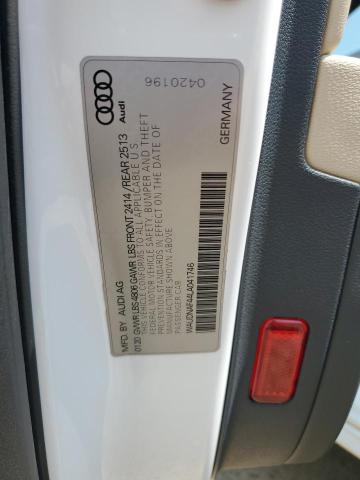 Audi
0420196
MFD BY AUDI AG
01.20 GVWR LBS 4806 GAWR LBS FRONT 2414 / REAR 2513
THIS VEHICLE CONFORMS TO ALL APPLICABLE U S
FEDERAL MOTOR VEHICLE SAFETY, BUMPER AND THEFT
PREVENTION STANDARDS IN EFFECT ON THE DATE OF
MANUFACTURE SHOWN ABOVE
PASSENGER CAR
WAUDNAF44LA041746
GERMANY